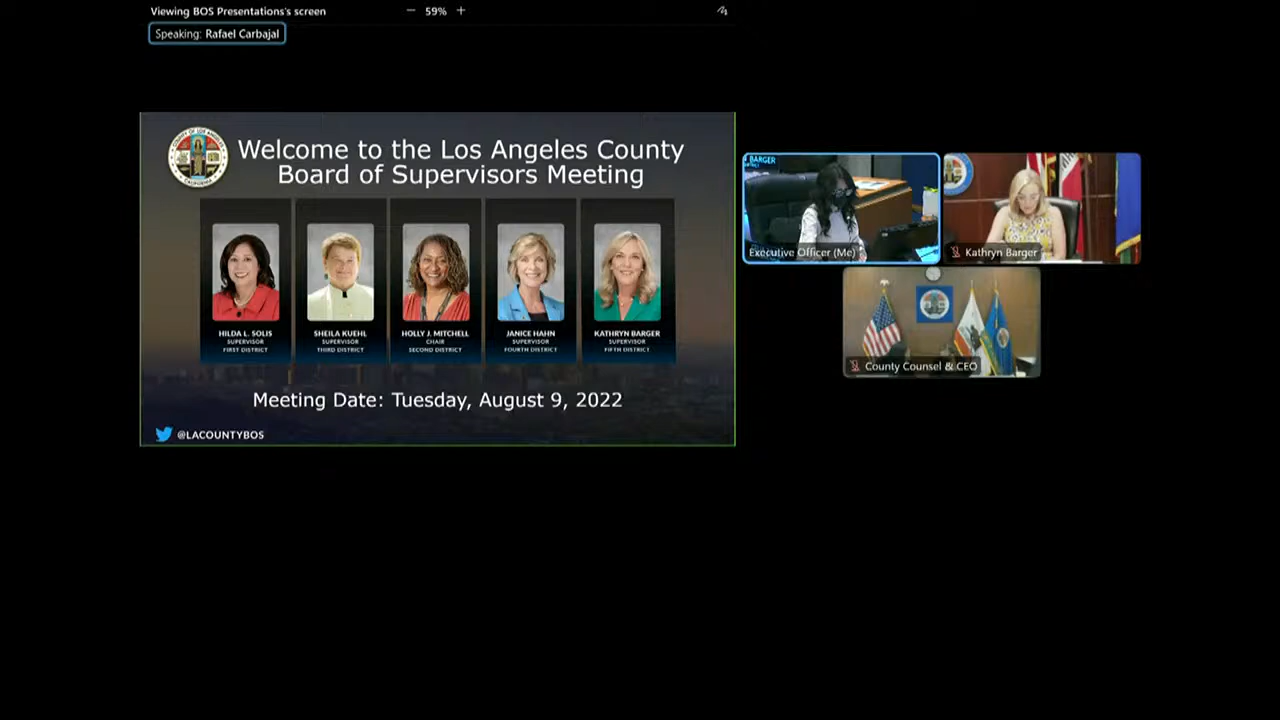 Viewing BOS Presentations's screen
59%
Speaking: Rafael Carbajal
Welcome to the Los Angeles County
Board of Supervisors Meeting
HILDA L. SOLIS
SUPERVISOR
FIRST DISTRICT
SHEILA KUEHL
SUPERVISOR
THIRD DISTRICT
HOLLY J. MITCHELL
CHAIR
SECOND DISTRICT
JANICE HAHN
SUPERVISOR
FOURTH DISTRICT
KATHRYN BARGER
SUPERVISOR
FIFTH DISTRICT
Meeting Date: Tuesday, August 9, 2022
@LACOUNTYBOS
BARGER
Executive Officer (Me)
Kathryn Barger
County Counsel & CEO